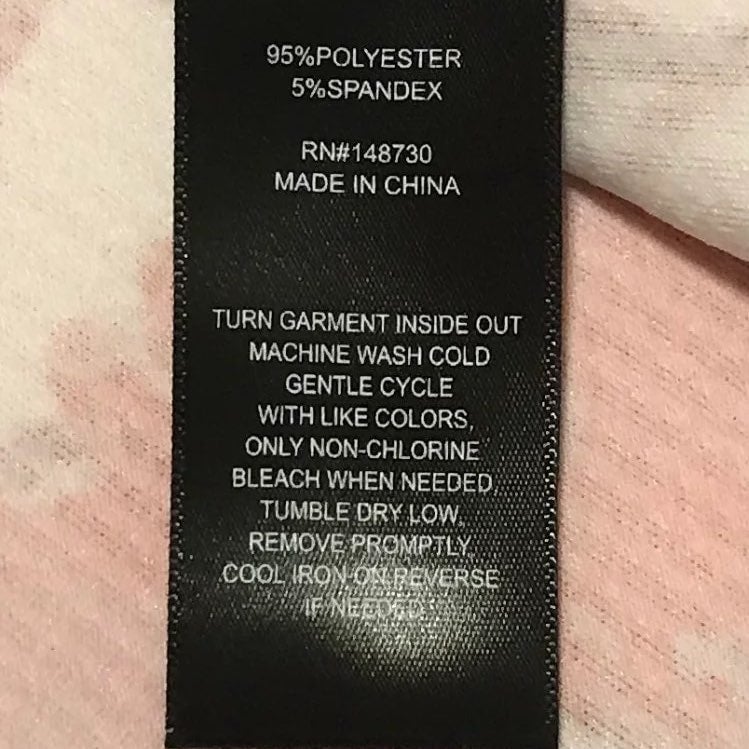 95%POLYESTER
5%SPANDEX
RN#148730
MADE IN CHINA
TURN GARMENT INSIDE OUT
MACHINE WASH COLD
GENTLE CYCLE
WITH LIKE COLORS,
ONLY NON-CHLORINE
BLEACH WHEN NEEDED,
TUMBLE DRY LOW,
REMOVE PROMPTLY,
COOL IRON ON REVERSE
IF NEEDED.